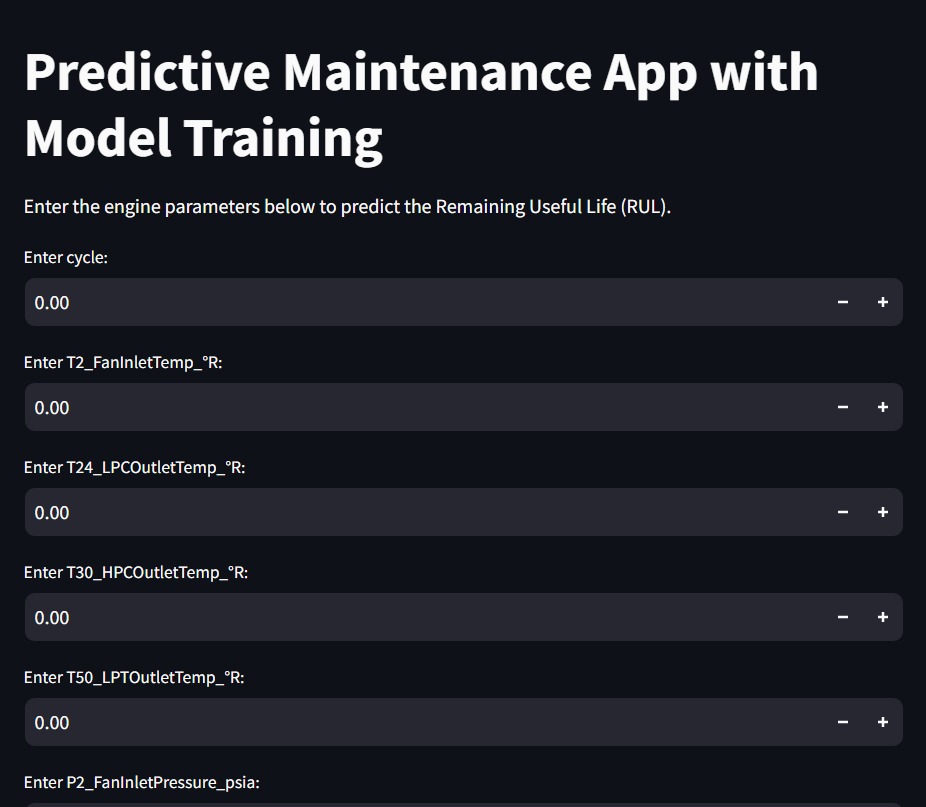 Predictive Maintenance App with
Model Training
Enter the engine parameters below to predict the Remaining Useful Life (RUL).
Enter cycle:
0.00
Enter T2_FanInletTemp_°R:
0.00
Enter T24_LPCOutletTemp_°R:
0.00
Enter T30_HPCOutletTemp_°R:
0.00
Enter T50_LPTOutletTemp_°R:
0.00
Enter P2_FanInletPressure_psia: